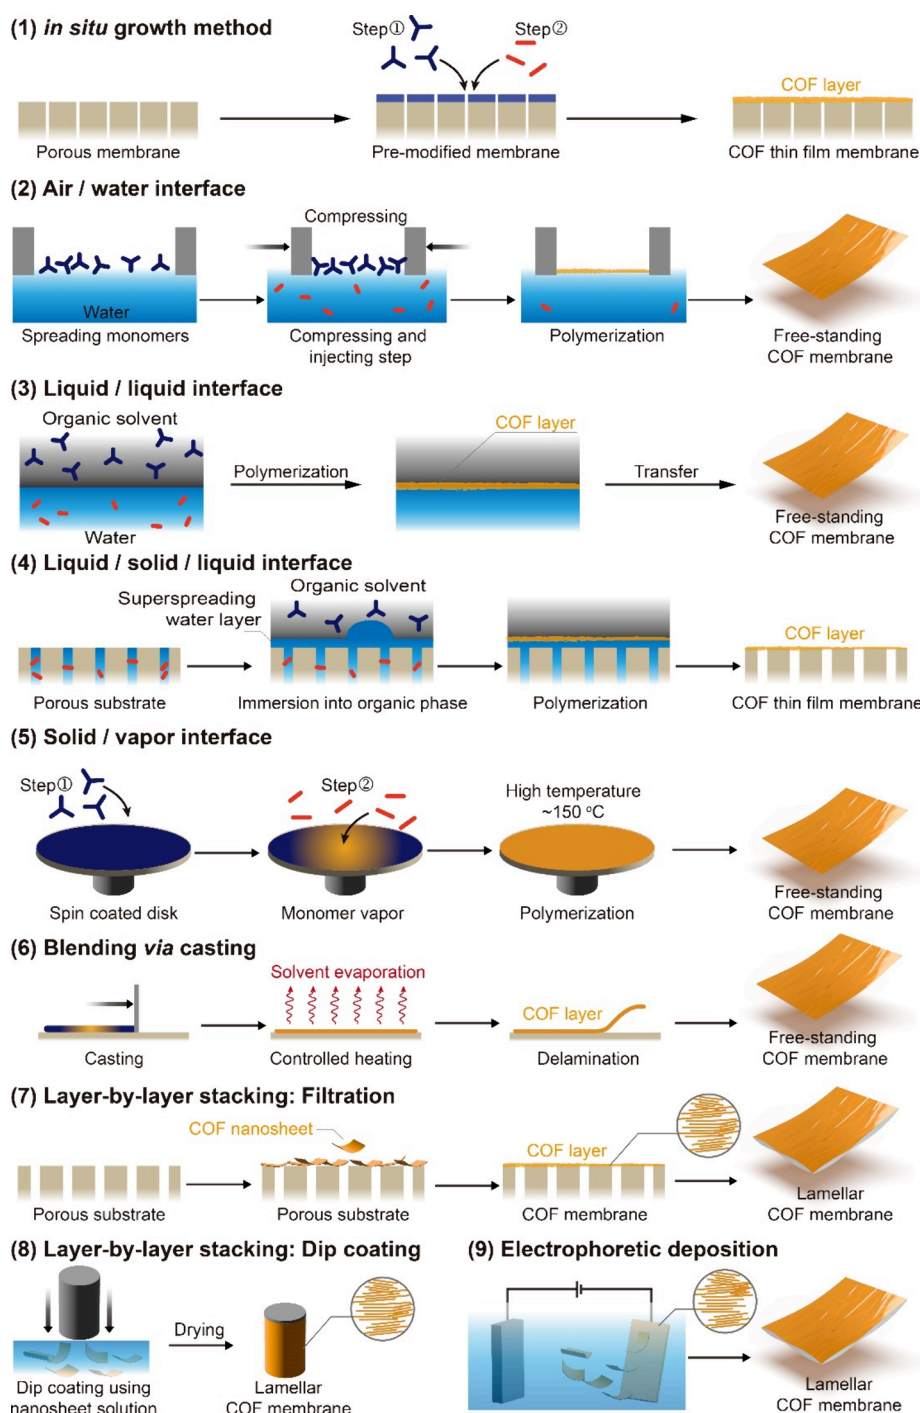 (1) in situ growth method
Step①
Step②
COF layer
Porous membrane
Pre-modified membrane
COF thin film membrane
(2) Air / water interface
Compressing
Water
Spreading monomers
Compressing and
injecting step
Polymerization
Free-standing
COF membrane
(3) Liquid / liquid interface
Organic solvent
COF layer
Polymerization
Transfer
Water
Free-standing
COF membrane
(4) Liquid / solid / liquid interface
Organic solvent
Superspreading
water layer
COF layer
Porous substrate
Immersion into organic phase
Polymerization
COF thin film membrane
(5) Solid / vapor interface
Step①
Step②
High temperature
~150 °C
Spin coated disk
Monomer vapor
Polymerization
Free-standing
COF membrane
(6) Blending via casting
Solvent evaporation
COF layer
Casting
Controlled heating
Delamination
Free-standing
COF membrane
(7) Layer-by-layer stacking: Filtration
COF nanosheet
COF layer
Porous substrate
Porous substrate
COF membrane
Lamellar
COF membrane
(8) Layer-by-layer stacking: Dip coating
Drying
Dip coating using
nanosheet solution
Lamellar
COF membrane
(9) Electrophoretic deposition
Lamellar
COF membrane